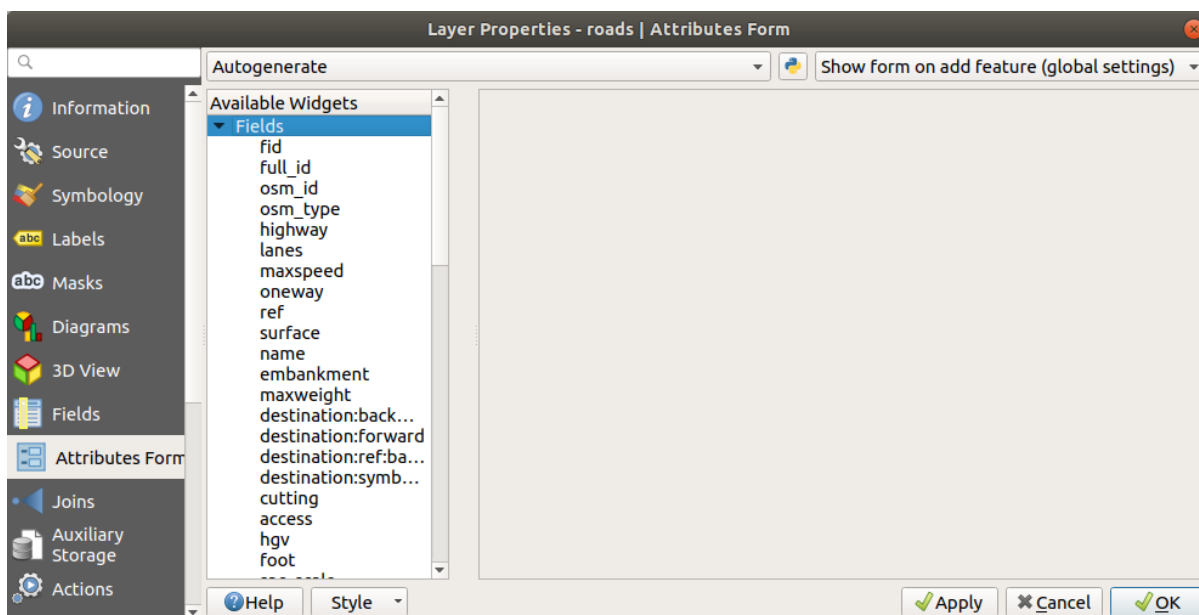 Layer Properties - roads | Attributes Form
Autogenerate
Show form on add feature (global settings)
Information
Source
Symbology
abc Labels
abc Masks
Diagrams
3D View
Fields
Attributes Form
Joins
Auxiliary
Storage
Actions
Available Widgets
Fields
fid
full_id
osm_id
osm_type
highway
lanes
maxspeed
oneway
ref
surface
name
embankment
maxweight
destination:back...
destination:forward
destination:ref:ba...
destination:symb...
cutting
access
hgv
foot
Help
Style
Apply
Cancel
OK